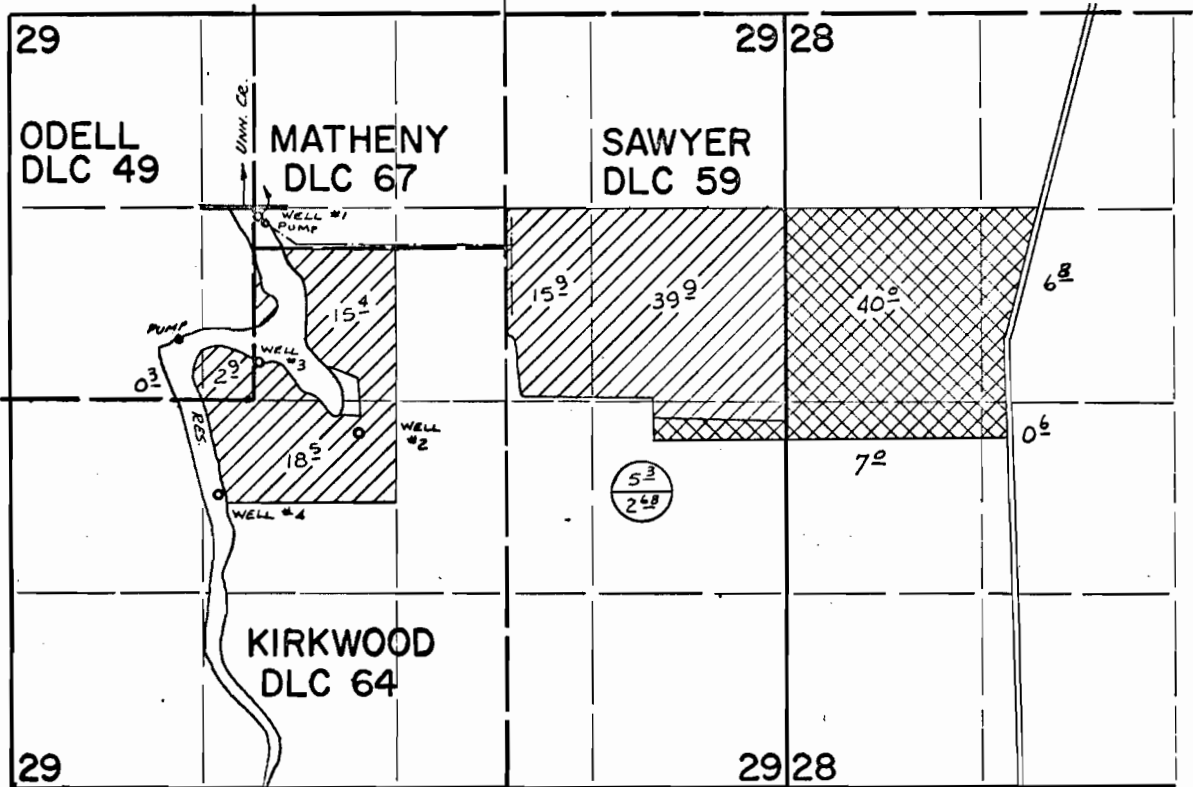 29
29 28
ODELL
DLC 49
UNN. CR.
MATHENY
DLC 67
SAWYER
DLC 59
WELL #1
PUMP
15.4
15.9
39.9
40.0
6.8
PUMP
WELL
#3
2.9
0.3
RES.
WELL
#2
18.5
0.6
7.0
5.3
2.68
WELL #4
KIRKWOOD
DLC 64
29
29 28